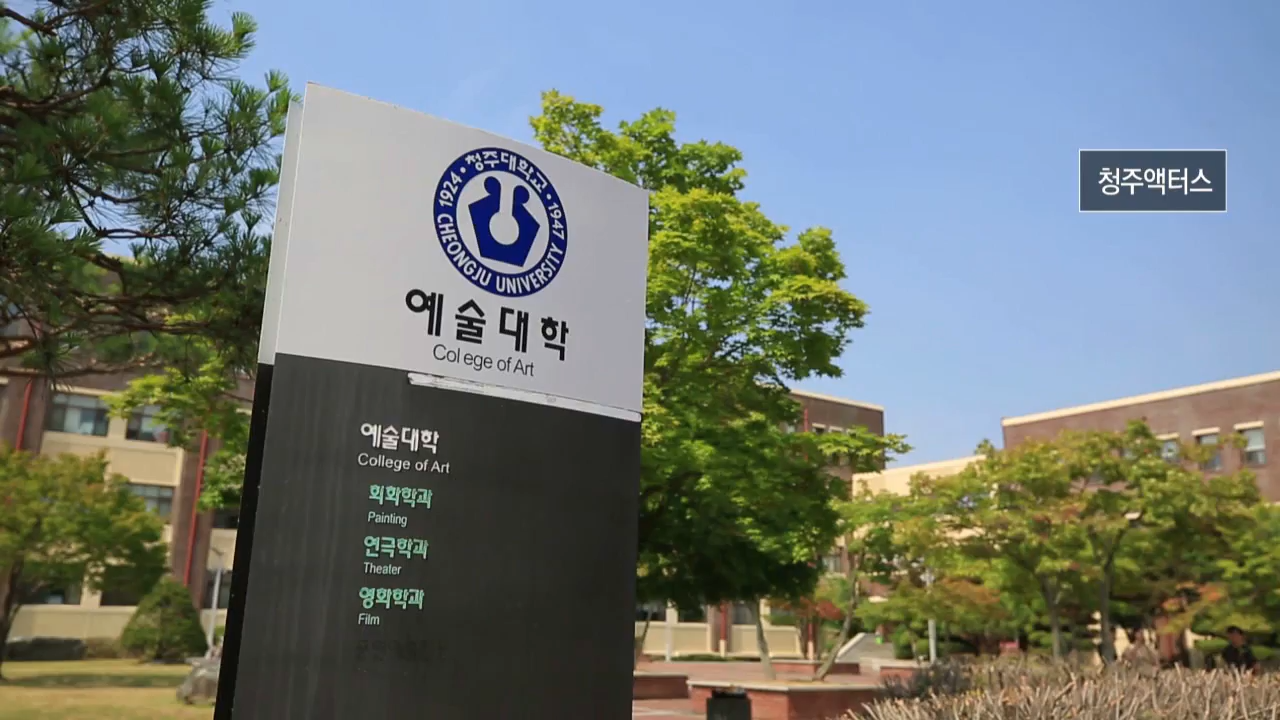 1924 · 청주대학교 · 1947
CHEONGJU UNIVERSITY
예술대학
College of Art
예술대학
College of Art
회화학과
Painting
연극학과
Theater
영화학과
Film
청주액터스